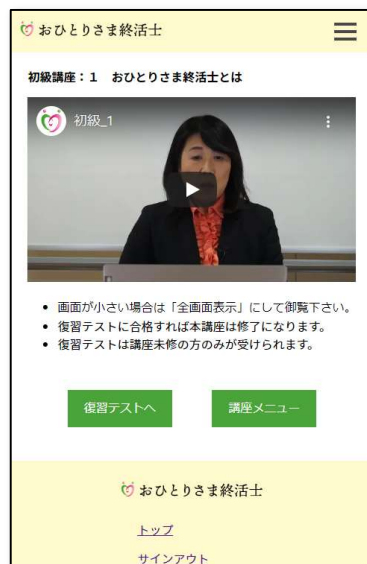 おひとりさま終活士
初級講座：１　おひとりさま終活士とは
初級_1
• 画面が小さい場合は「全画面表示」にして御覧下さい。
• 復習テストに合格すれば本講座は修了になります。
• 復習テストは講座未修の方のみが受けられます。
復習テストへ
講座メニュー
おひとりさま終活士
トップ
サインアウト